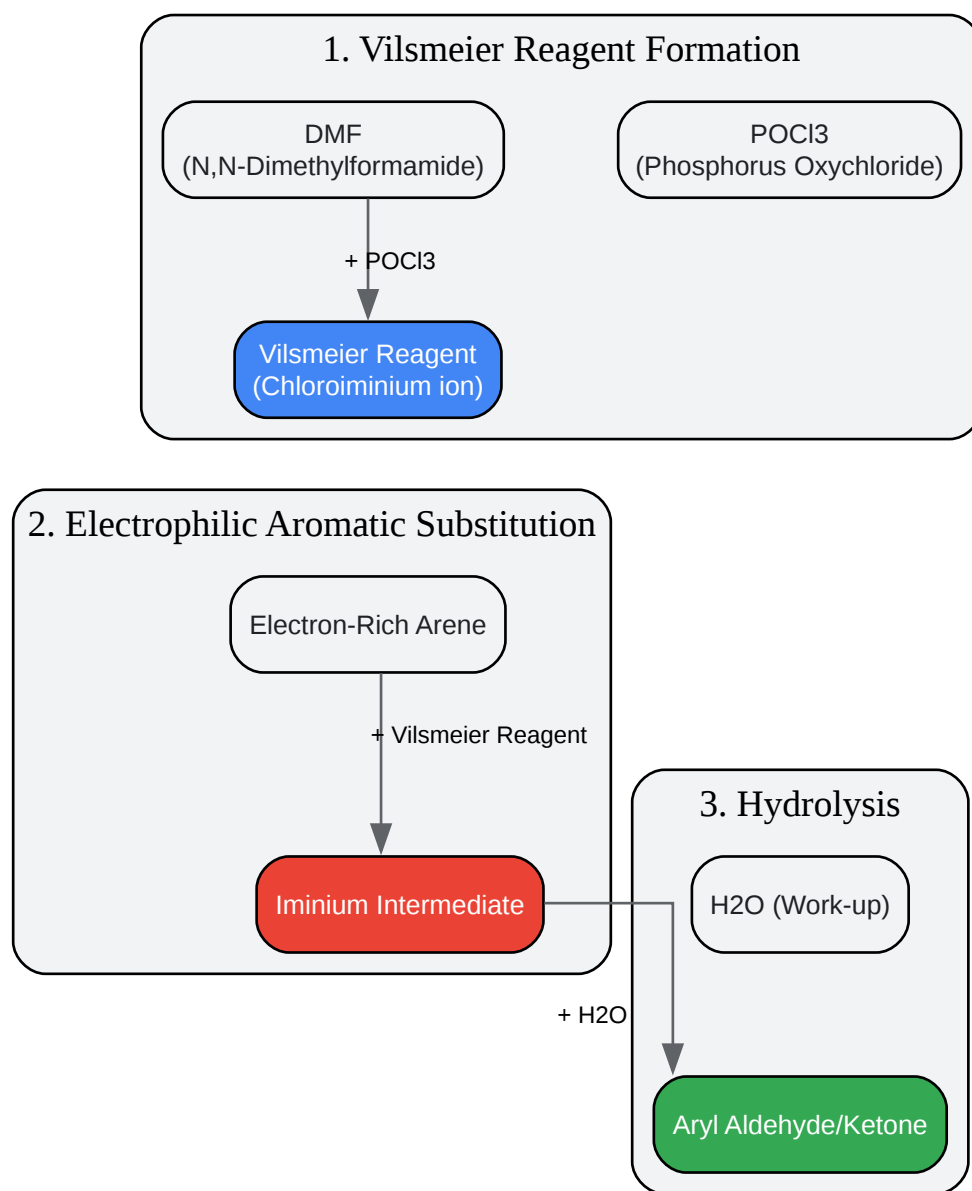 1. Vilsmeier Reagent Formation
DMF
(N,N-Dimethylformamide)
POCl3
(Phosphorus Oxychloride)
+ POCl3
Vilsmeier Reagent
(Chloroiminium ion)
2. Electrophilic Aromatic Substitution
Electron-Rich Arene
+ Vilsmeier Reagent
Iminium Intermediate
3. Hydrolysis
H2O (Work-up)
+ H2O
Aryl Aldehyde/Ketone